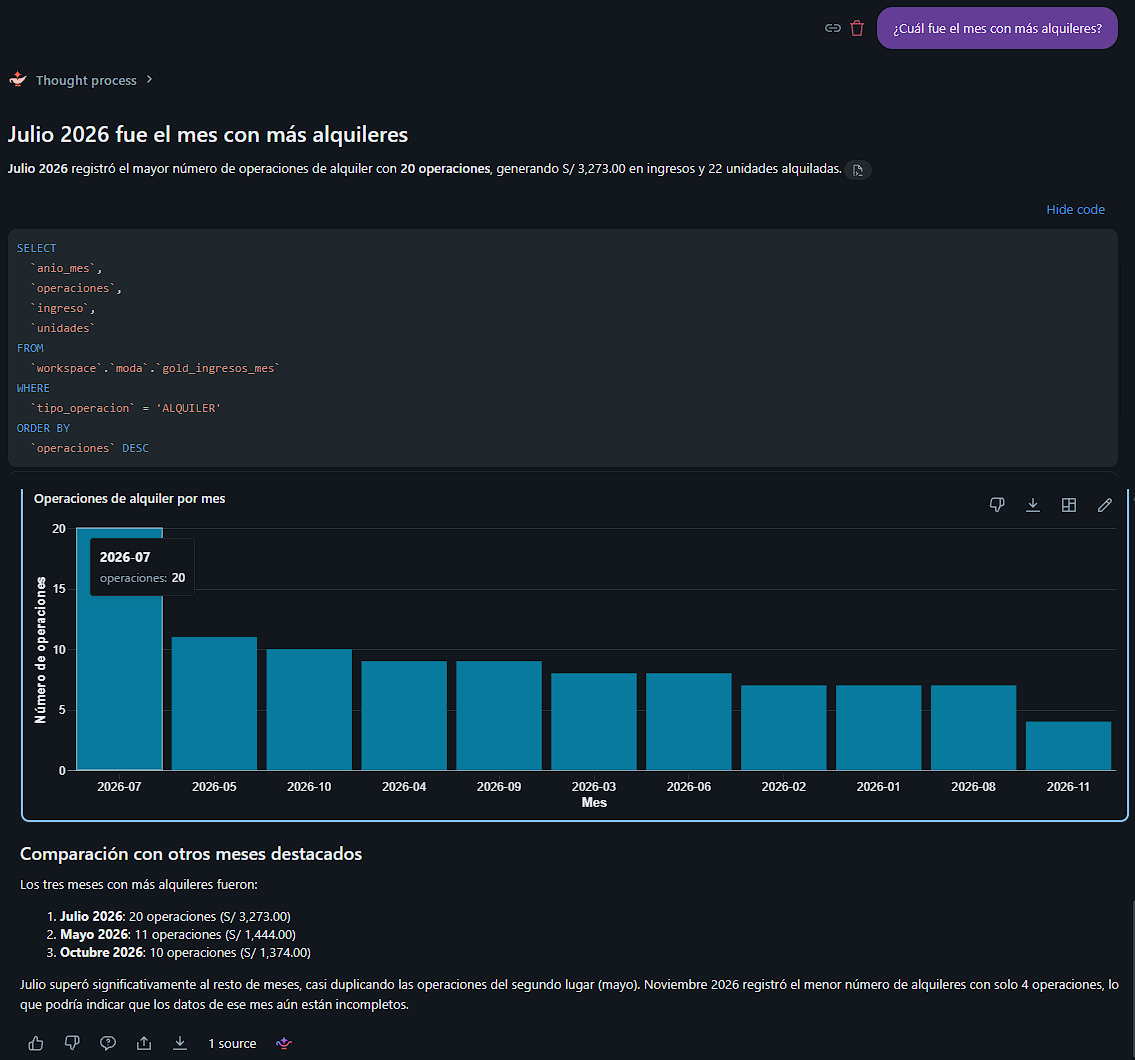 ¿Cuál fue el mes con más alquileres?
Thought process
Julio 2026 fue el mes con más alquileres
Julio 2026 registró el mayor número de operaciones de alquiler con 20 operaciones, generando S/ 3,273.00 en ingresos y 22 unidades alquiladas.
Hide code
SELECT
`anio_mes`,
`operaciones`,
`ingreso`,
`unidades`
FROM
`workspace`.`moda`.`gold_ingresos_mes`
WHERE
`tipo_operacion` = 'ALQUILER'
ORDER BY
`operaciones` DESC
Operaciones de alquiler por mes
Número de operaciones
20
15
10
5
0
2026-07
operaciones: 20
2026-07 2026-05 2026-10 2026-04 2026-09 2026-03 2026-06 2026-02 2026-01 2026-08 2026-11
Mes
Comparación con otros meses destacados
Los tres meses con más alquileres fueron:
1. Julio 2026: 20 operaciones (S/ 3,273.00)
2. Mayo 2026: 11 operaciones (S/ 1,444.00)
3. Octubre 2026: 10 operaciones (S/ 1,374.00)
Julio superó significativamente al resto de meses, casi duplicando las operaciones del segundo lugar (mayo). Noviembre 2026 registró el menor número de alquileres con solo 4 operaciones, lo
que podría indicar que los datos de ese mes aún están incompletos.
1 source